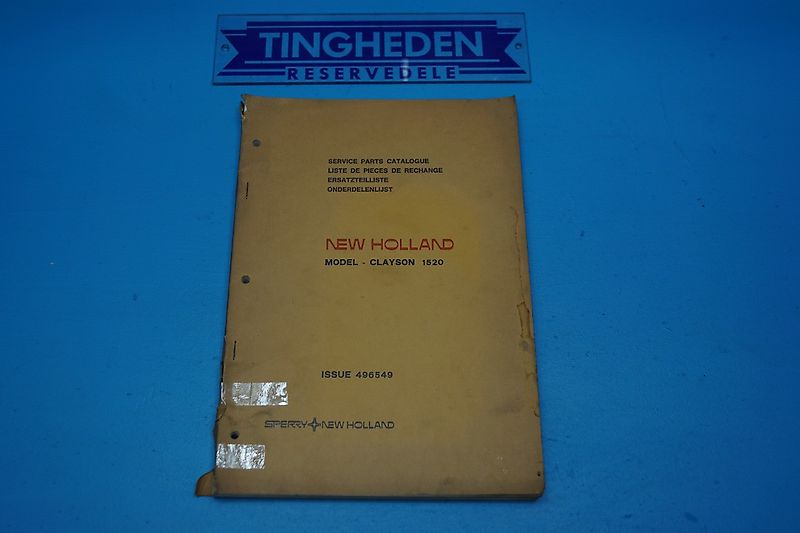 TINGHEDEN
RESERVEDELE
SERVICE PARTS CATALOGUE
LISTE DE PIECES DE RECHANGE
ERSATZTEILLISTE
ONDERDELENLIJST
NEW HOLLAND
MODEL - CLAYSON 1520
ISSUE 496549
SPERRY NEW HOLLAND